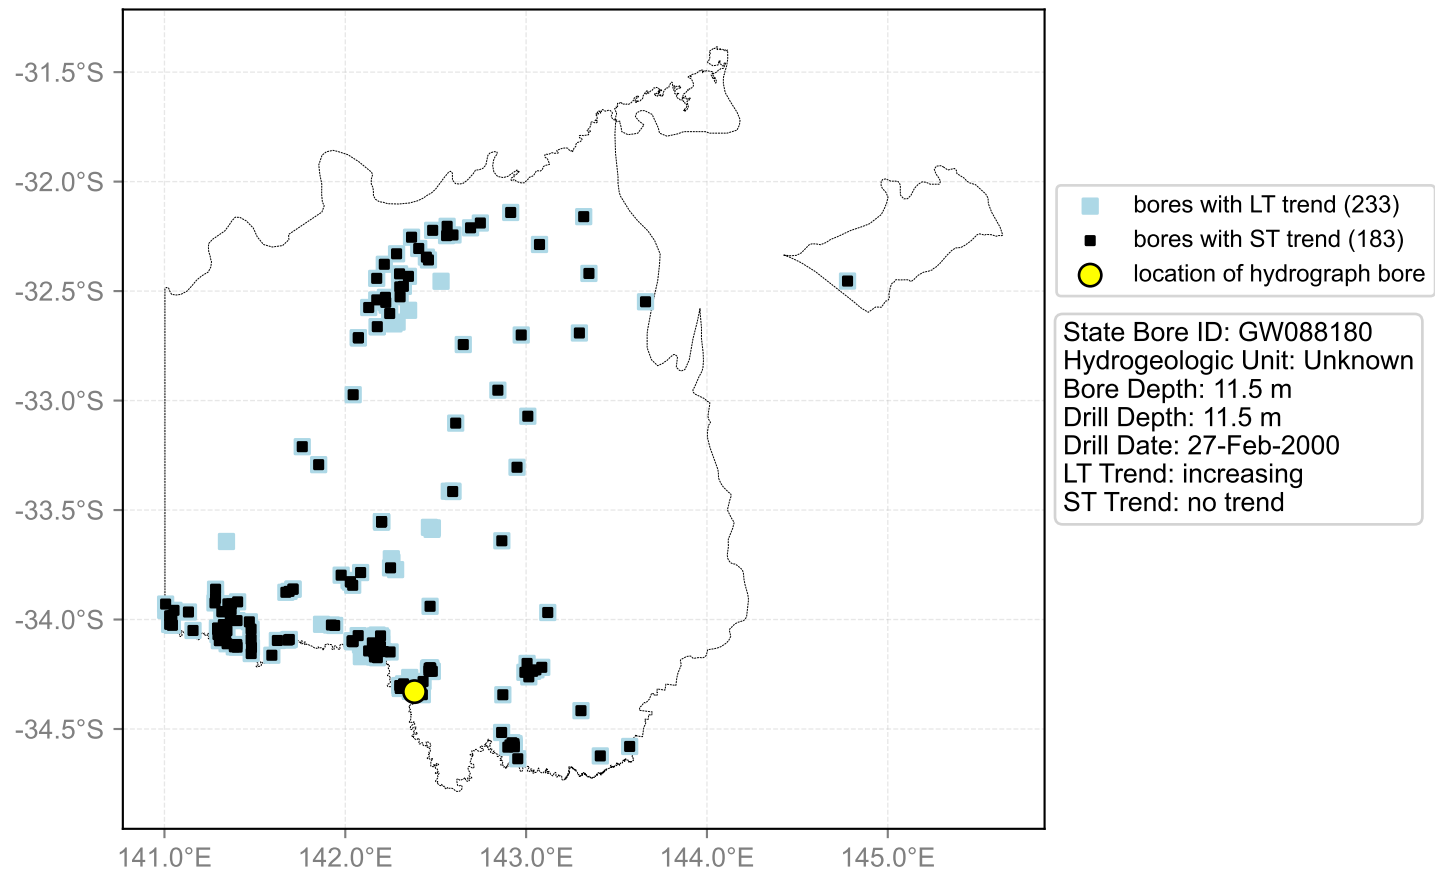 -31.5°S
-32.0°S
-32.5°S
-33.0°S
-33.5°S
-34.0°S
-34.5°S
141.0°E
142.0°E
143.0°E
144.0°E
145.0°E
bores with LT trend (233)
bores with ST trend (183)
location of hydrograph bore
State Bore ID: GW088180
Hydrogeologic Unit: Unknown
Bore Depth: 11.5 m
Drill Depth: 11.5 m
Drill Date: 27-Feb-2000
LT Trend: increasing
ST Trend: no trend